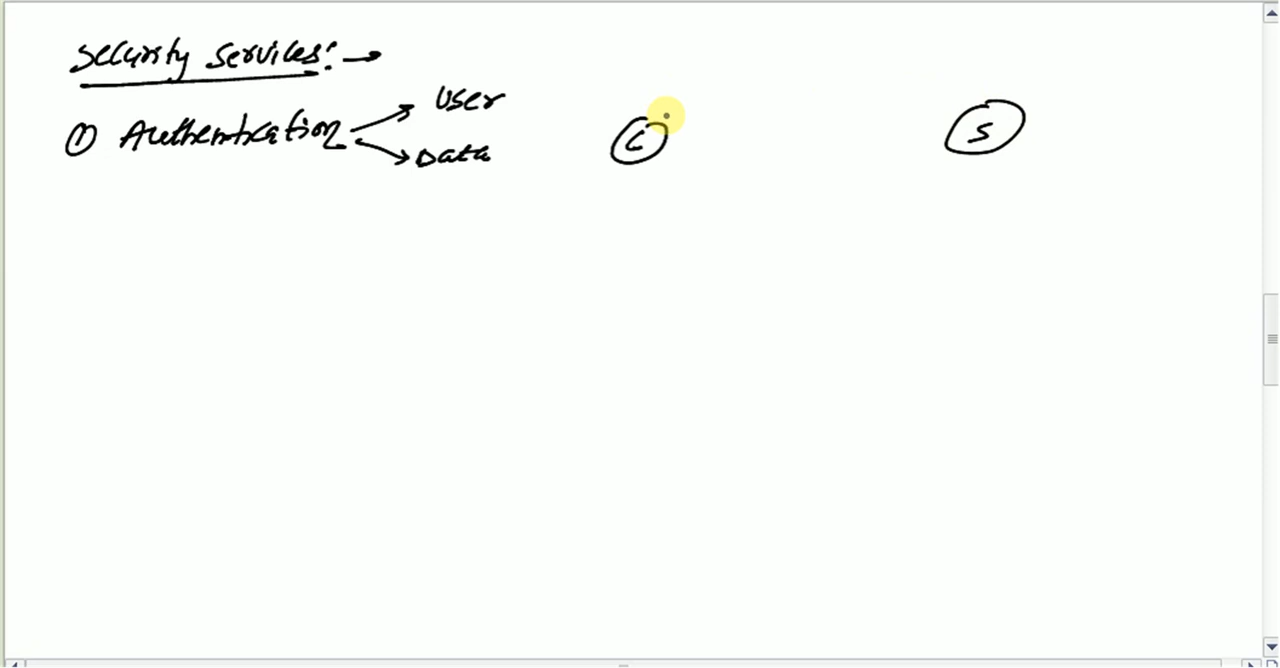 Security Services:→
① Authentication → User
→ Data
C
S